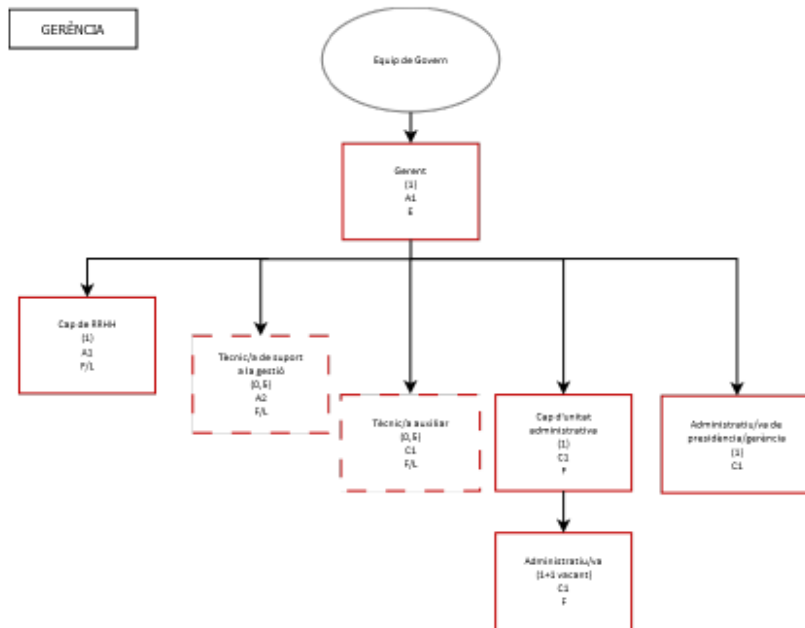 GERÈNCIA
Equip de Govern
Gerent
(1)
A1
E
Cap de RRHH
(1)
A1
F/L
Tècnic/a de suport
a la gestió
(0,5)
A2
F/L
Tècnic/a auxiliar
(0,5)
C1
F/L
Cap d'unitat
administrativa
(1)
C1
F
Administratiu/va de
presidència/gerència
(1)
C1
Administratiu/va
(1+1 vacant)
C1
F